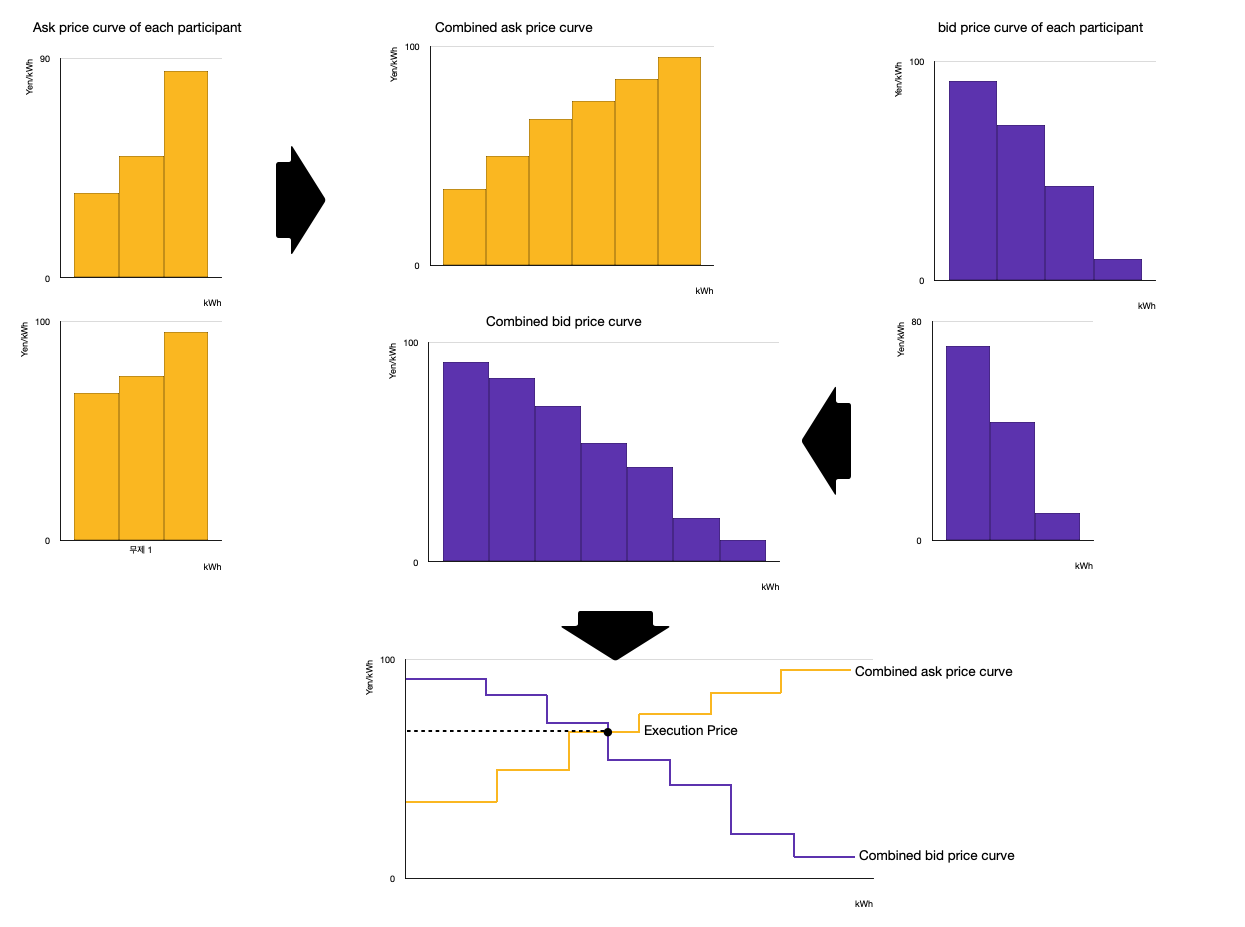 Ask price curve of each participant
Combined ask price curve
bid price curve of each participant
90
Yen/kWh
0
kWh
100
Yen/kWh
0
kWh
100
Yen/kWh
0
kWh
100
Yen/kWh
0
무제 1
kWh
Combined bid price curve
100
Yen/kWh
0
kWh
80
Yen/kWh
0
kWh
100
Yen/kWh
Combined ask price curve
Execution Price
Combined bid price curve
0
kWh